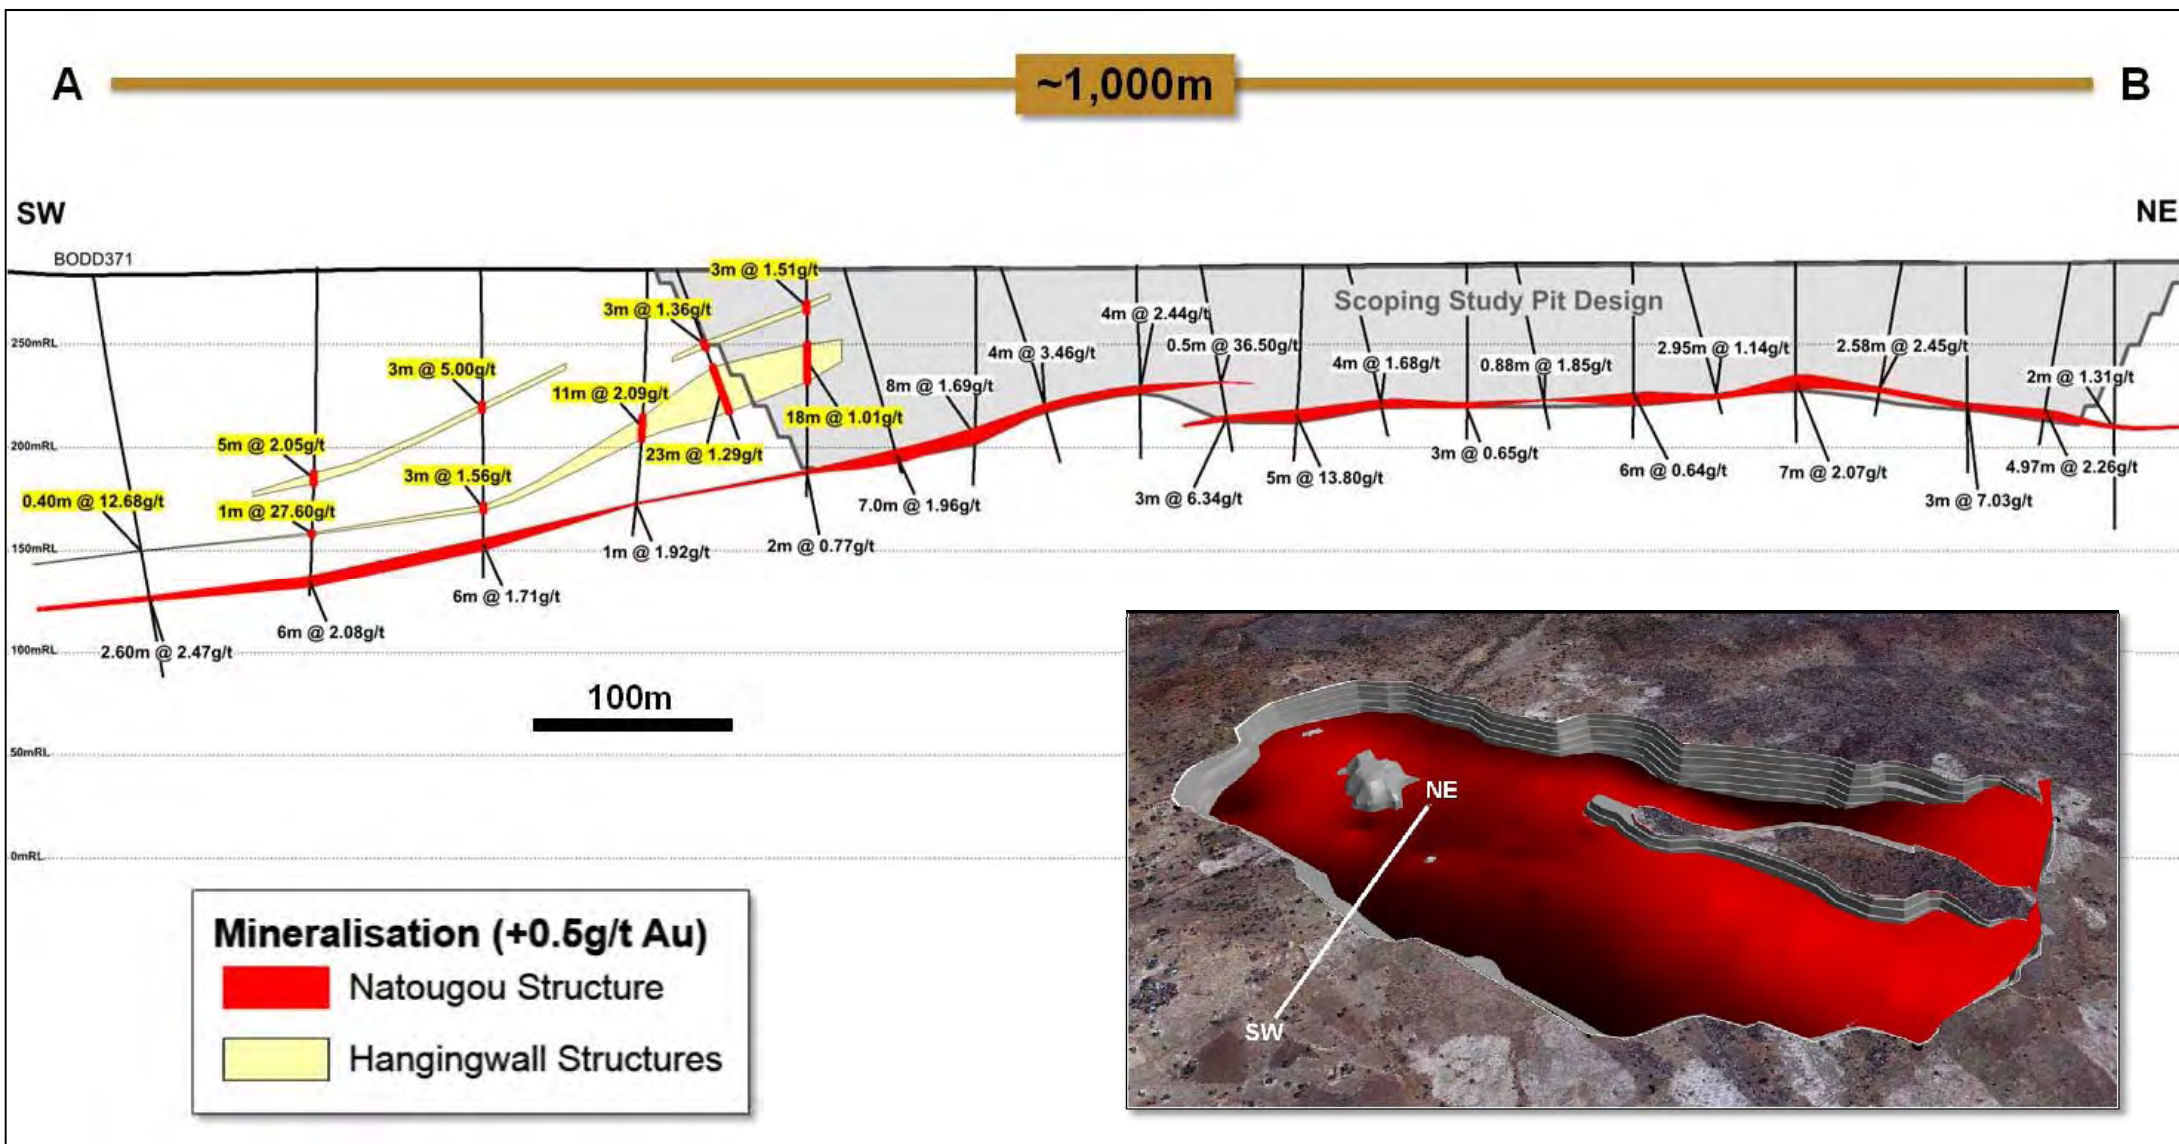 A
~1,000m
B
SW
NE
BODD371
3m @ 1.51g/t
3m @ 1.36g/t
Scoping Study Pit Design
4m @ 2.44g/t
250mRL
0.5m @ 36.50g/t
4m @ 3.46g/t
2.95m @ 1.14g/t
2.58m @ 2.45g/t
3m @ 5.00g/t
4m @ 1.68g/t
0.88m @ 1.85g/t
2m @ 1.31g/t
8m @ 1.69g/t
11m @ 2.09g/t
18m @ 1.01g/t
5m @ 2.05g/t
200mRL
23m @ 1.29g/t
3m @ 0.65g/t
3m @ 1.56g/t
5m @ 13.80g/t
6m @ 0.64g/t
7m @ 2.07g/t
4.97m @ 2.26g/t
0.40m @ 12.68g/t
1m @ 27.60g/t
7.0m @ 1.96g/t
3m @ 6.34g/t
3m @ 7.03g/t
150mRL
1m @ 1.92g/t
2m @ 0.77g/t
6m @ 1.71g/t
6m @ 2.08g/t
100mRL
2.60m @ 2.47g/t
100m
50mRL
NE
0mRL
SW
Mineralisation (+0.5g/t Au)
Natougou Structure
Hangingwall Structures